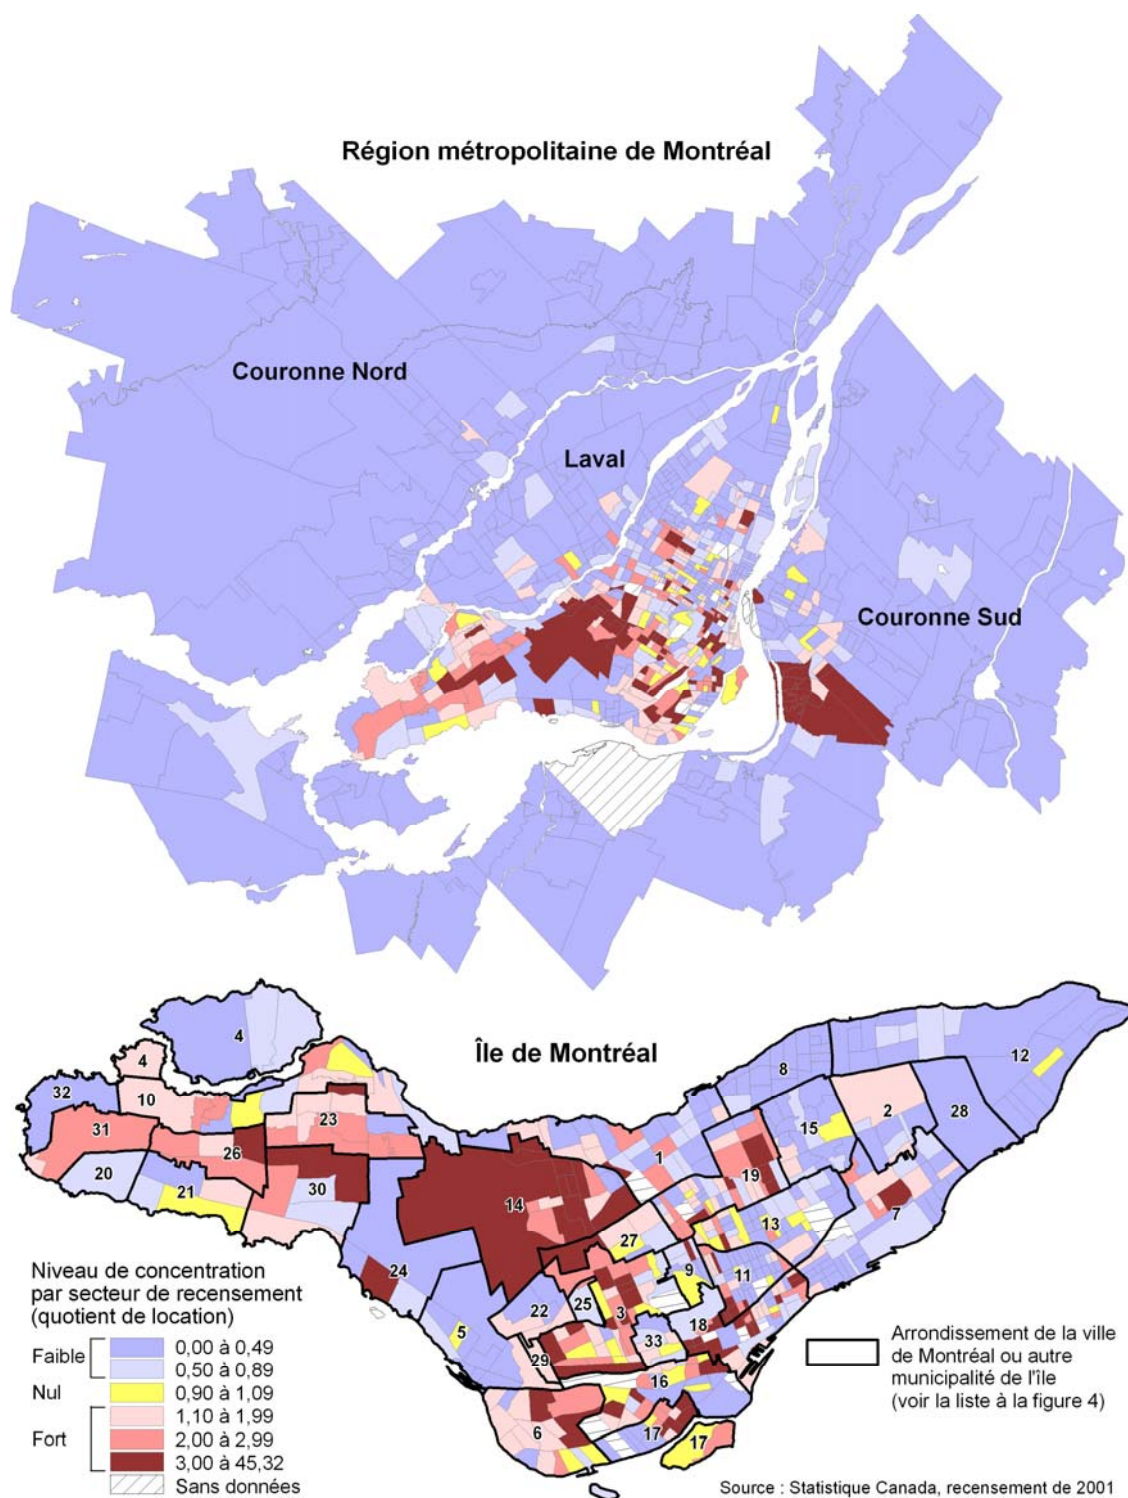 Région métropolitaine de Montréal
Couronne Nord
Laval
Couronne Sud
Île de Montréal
4
4
32
10
31
23
26
20
21
30
14
24
5
22
25
3
29
6
27
9
33
18
16
17
17
1
19
13
11
8
15
2
28
12
7
Niveau de concentration
par secteur de recensement
(quotient de location)
Faible
0,00 à 0,49
0,50 à 0,89
Nul
0,90 à 1,09
Fort
1,10 à 1,99
2,00 à 2,99
3,00 à 45,32
Sans données
Arrondissement de la ville
de Montréal ou autre
municipalité de l'île
(voir la liste à la figure 4)
Source : Statistique Canada, recensement de 2001